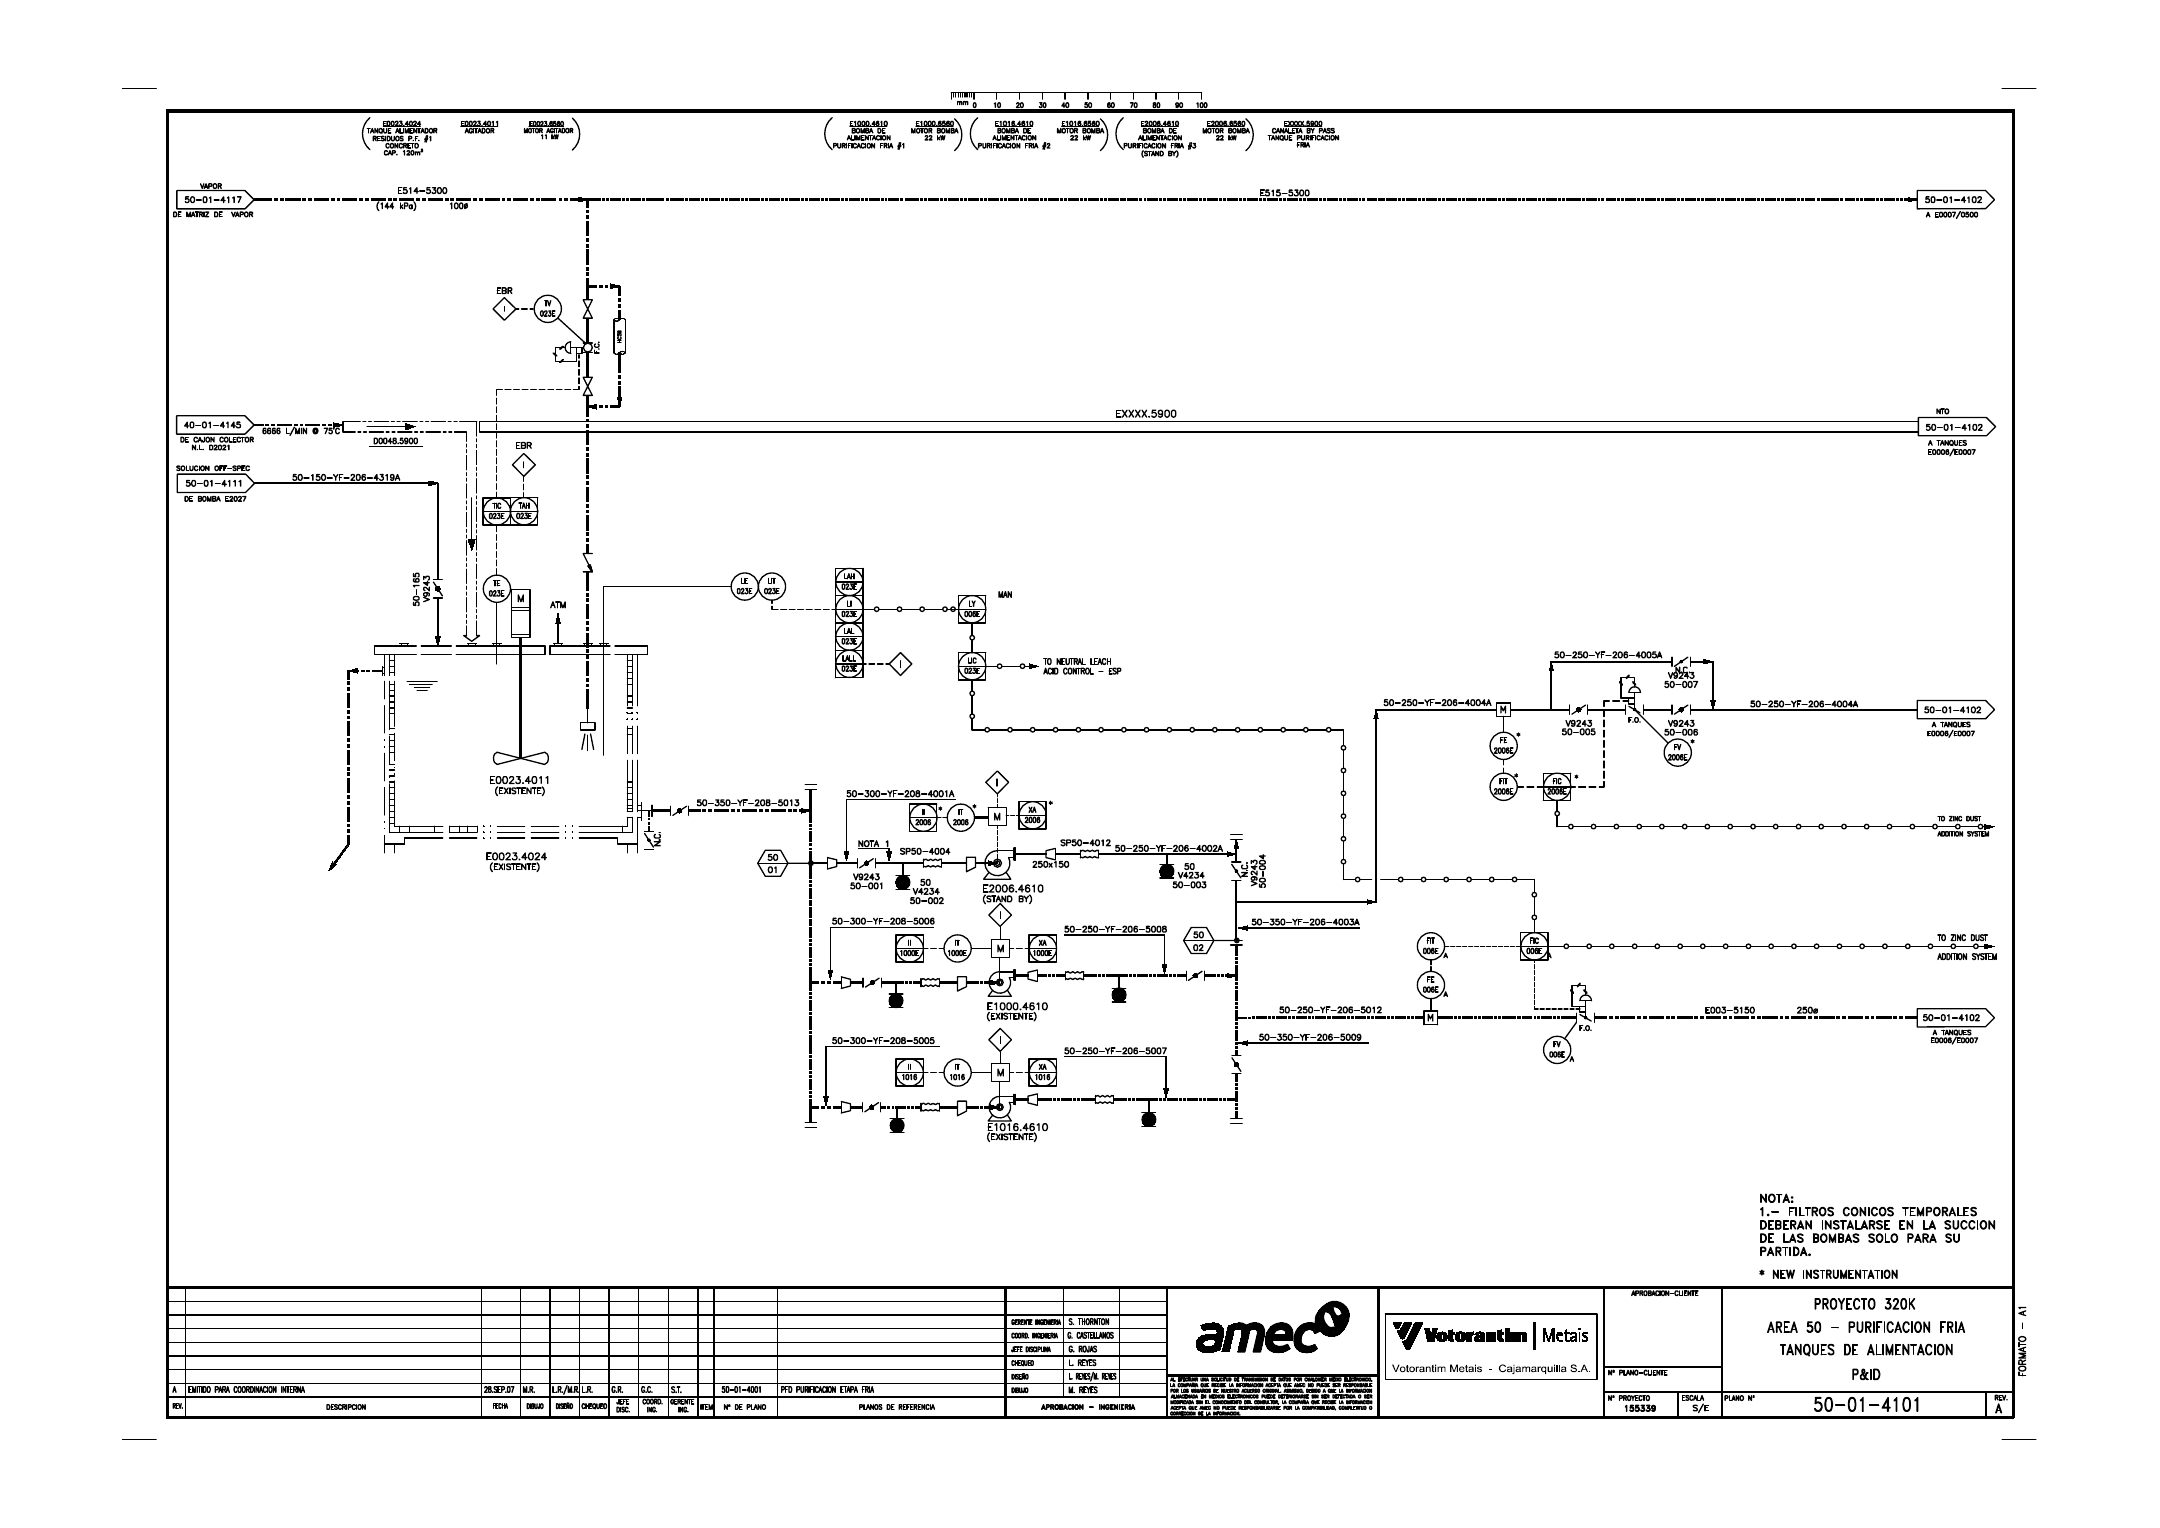 mm 0 10 20 30 40 50 60 70 80 90 100
E0023.4024
TANQUE ALIMENTADOR
RESIDUOS P.F. #1
CONCRETO
CAP. 120m³
E0023.4011
AGITADOR
E0023.6560
MOTOR AGITADOR
11 kW
E1000.4610
BOMBA DE
ALIMENTACION
PURIFICACION FRIA #1
E1000.6560
MOTOR BOMBA
22 kW
E1016.4610
BOMBA DE
ALIMENTACION
PURIFICACION FRIA #2
E1016.6560
MOTOR BOMBA
22 kW
E2006.4610
BOMBA DE
ALIMENTACION
PURIFICACION FRIA #3
(STAND BY)
E2006.6560
MOTOR BOMBA
22 kW
EXXXX.5900
CANALETA BY PASS
TANQUE PURIFICACION
FRIA
VAPOR
50-01-4117
DE MATRIZ DE VAPOR
E514-5300
(144 kPa) 100ø
E515-5300
50-01-4102
A E0007/0500
EBR
I
TV
023E
F.C.
40-01-4145
DE CAJON COLECTOR
N.L. D2021
6666 L/MIN @ 75°C
D0048.5900
EXXXX.5900
NTO
50-01-4102
A TANQUES
E0006/E0007
SOLUCION OFF-SPEC
50-01-4111
DE BOMBA E2027
50-150-YF-206-4319A
EBR
I
TIC
023E
TAH
023E
50-165
V9243
TE
023E
M
ATM
LE
023E
LIT
023E
LAH
023E
LI
023E
LAL
023E
LALL
023E
I
LY
006E
MAN
LIC
023E
TO NEUTRAL LEACH
ACID CONTROL - ESP
E0023.4011
(EXISTENTE)
E0023.4024
(EXISTENTE)
N.C.
50-350-YF-208-5013
50
01
50-300-YF-208-4001A
II
2006
*
IT
2006
*
I
M
XA
2006
*
NOTA 1
V9243
50-001
SP50-4004
50
V4234
50-002
E2006.4610
(STAND BY)
250x150
SP50-4012
50-250-YF-206-4002A
50
V4234
50-003
N.C.
V9243
50-004
50-300-YF-208-5006
II
1000E
IT
1000E
I
M
XA
1000E
50-250-YF-206-5008
50
02
E1000.4610
(EXISTENTE)
50-350-YF-206-4003A
50-300-YF-208-5005
II
1016
IT
1016
I
M
XA
1016
50-250-YF-206-5007
E1016.4610
(EXISTENTE)
50-250-YF-206-5012
50-350-YF-206-5009
50-250-YF-206-4004A
M
FE
2006E
*
FIT
2006E
*
FIC
2006E
*
50-250-YF-206-4005A
N.C.
V9243
50-007
V9243
50-005
F.O.
V9243
50-006
FV
2006E
*
50-250-YF-206-4004A
50-01-4102
A TANQUES
E0006/E0007
TO ZINC DUST
ADDITION SYSTEM
FIT
006E
A
FE
006E
A
M
FIC
006E
A
TO ZINC DUST
ADDITION SYSTEM
F.O.
FV
006E
A
E003-5150 250ø
50-01-4102
A TANQUES
E0006/E0007
NOTA:
1.- FILTROS CONICOS TEMPORALES
DEBERAN INSTALARSE EN LA SUCCION
DE LAS BOMBAS SOLO PARA SU
PARTIDA.
* NEW INSTRUMENTATION
A EMITIDO PARA COORDINACION INTERNA 28.SEP.07 M.R. L.R./M.R. L.R. G.R. G.C. S.T. 50-01-4001 PFD PURIFICACION ETAPA FRIA
REV. DESCRIPCION FECHA DIBUJO DISEÑO CHEQUEO JEFE DISC. COORD. ING. GERENTE ING. ITEM N° DE PLANO PLANOS DE REFERENCIA
GERENTE INGENIERIA S. THORNTON
COORD. INGENIERIA G. CASTELLANOS
JEFE DISCIPLINA G. ROJAS
CHEQUEO L. REYES
DISEÑO L. REYES/M. REYES
DIBUJO M. REYES
APROBACION - INGENIERIA
amec
Votorantim | Metais
Votorantim Metais - Cajamarquilla S.A.
APROBACION-CLIENTE
N° PLANO-CLIENTE
N° PROYECTO
155339
ESCALA
S/E
PROYECTO 320K
AREA 50 - PURIFICACION FRIA
TANQUES DE ALIMENTACION
P&ID
PLANO N°
50-01-4101
REV.
A
FORMATO - A1